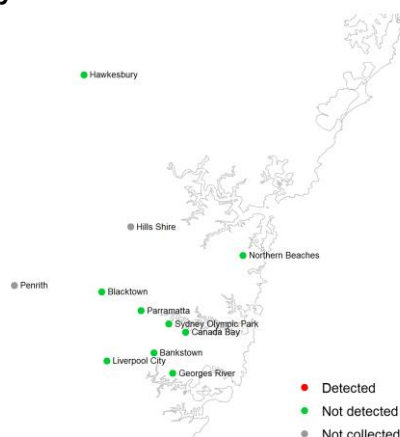 Hawkesbury
Hills Shire
Northern Beaches
Penrith
Blacktown
Parramatta
Sydney Olympic Park
Canada Bay
Bankstown
Liverpool City
Georges River
Detected
Not detected
Not collected